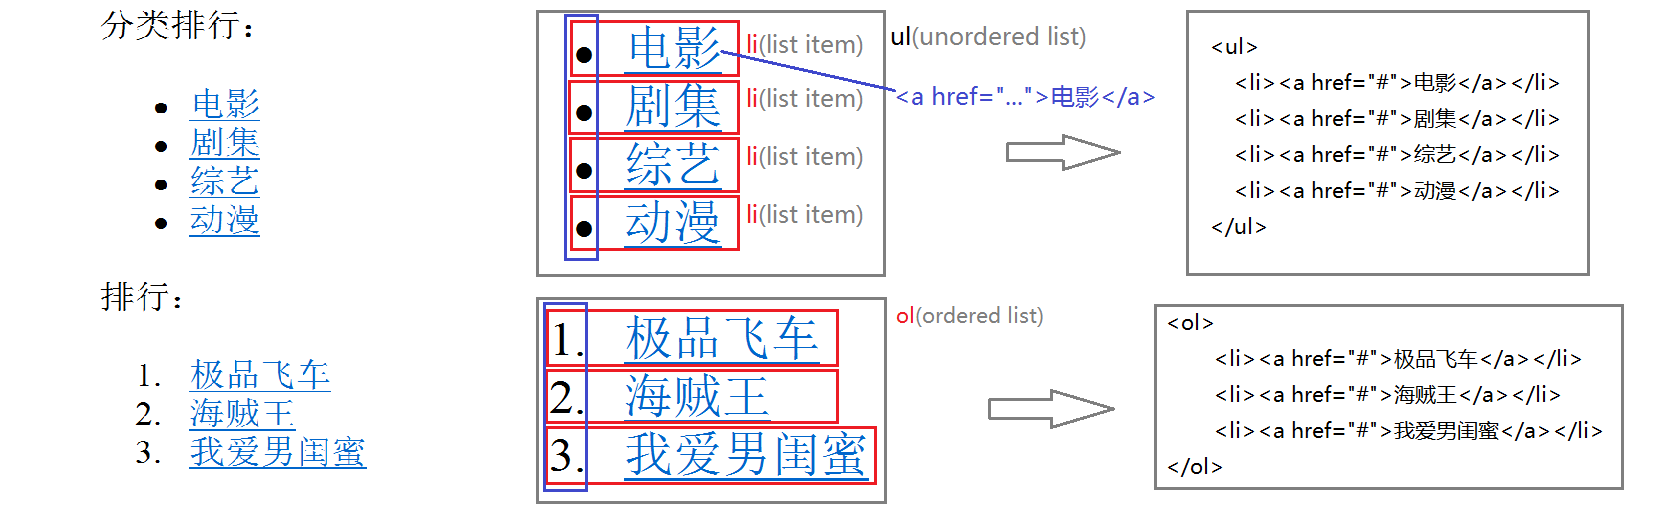 分类排行：
• 电影
• 剧集
• 综艺
• 动漫
排行：
1. 极品飞车
2. 海贼王
3. 我爱男闺蜜
• 电影
• 剧集
• 综艺
• 动漫
li(list item)
li(list item)
li(list item)
li(list item)
ul(unordered list)
<a href="...">电影</a>
1. 极品飞车
2. 海贼王
3. 我爱男闺蜜
ol(ordered list)
<ul>
<li><a href="#">电影</a></li>
<li><a href="#">剧集</a></li>
<li><a href="#">综艺</a></li>
<li><a href="#">动漫</a></li>
</ul>
<ol>
<li><a href="#">极品飞车</a></li>
<li><a href="#">海贼王</a></li>
<li><a href="#">我爱男闺蜜</a></li>
</ol>